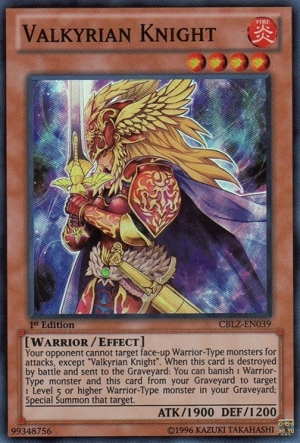 VALKYRIAN KNIGHT
炎
FIRE
1st Edition
CBLZ-EN039
[WARRIOR / EFFECT]
Your opponent cannot target face-up Warrior-Type monsters for
attacks, except "Valkyrian Knight". When this card is destroyed
by battle and sent to the Graveyard: You can banish 1 Warrior-
Type monster and this card from your Graveyard to target
1 Level 5 or higher Warrior-Type monster in your Graveyard;
Special Summon that target.
ATK/1900 DEF/1200
99348756
©1996 KAZUKI TAKAHASHI